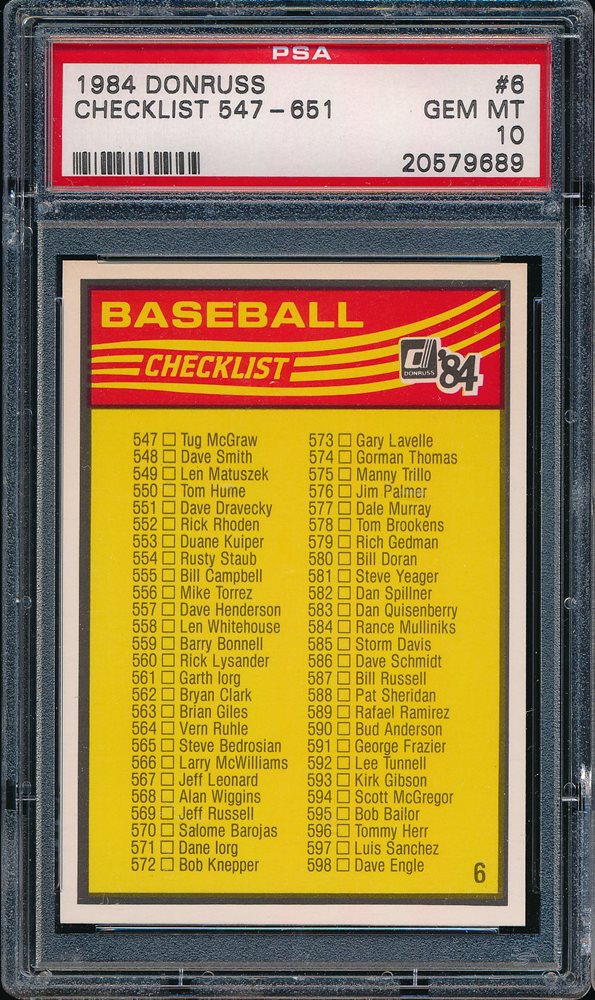 PSA
1984 DONRUSS #6
CHECKLIST 547-651 GEM MT
10
20579689
BASEBALL
CHECKLIST
d
DONRUSS
'84
547 □ Tug McGraw
548 □ Dave Smith
549 □ Len Matuszek
550 □ Tom Hume
551 □ Dave Dravecky
552 □ Rick Rhoden
553 □ Duane Kuiper
554 □ Rusty Staub
555 □ Bill Campbell
556 □ Mike Torrez
557 □ Dave Henderson
558 □ Len Whitehouse
559 □ Barry Bonnell
560 □ Rick Lysander
561 □ Garth Iorg
562 □ Bryan Clark
563 □ Brian Giles
564 □ Vern Ruhle
565 □ Steve Bedrosian
566 □ Larry McWilliams
567 □ Jeff Leonard
568 □ Alan Wiggins
569 □ Jeff Russell
570 □ Salome Barojas
571 □ Dane Iorg
572 □ Bob Knepper
573 □ Gary Lavelle
574 □ Gorman Thomas
575 □ Manny Trillo
576 □ Jim Palmer
577 □ Dale Murray
578 □ Tom Brookens
579 □ Rich Gedman
580 □ Bill Doran
581 □ Steve Yeager
582 □ Dan Spillner
583 □ Dan Quisenberry
584 □ Rance Mulliniks
585 □ Storm Davis
586 □ Dave Schmidt
587 □ Bill Russell
588 □ Pat Sheridan
589 □ Rafael Ramirez
590 □ Bud Anderson
591 □ George Frazier
592 □ Lee Tunnell
593 □ Kirk Gibson
594 □ Scott McGregor
595 □ Bob Bailor
596 □ Tommy Herr
597 □ Luis Sanchez
598 □ Dave Engle
6